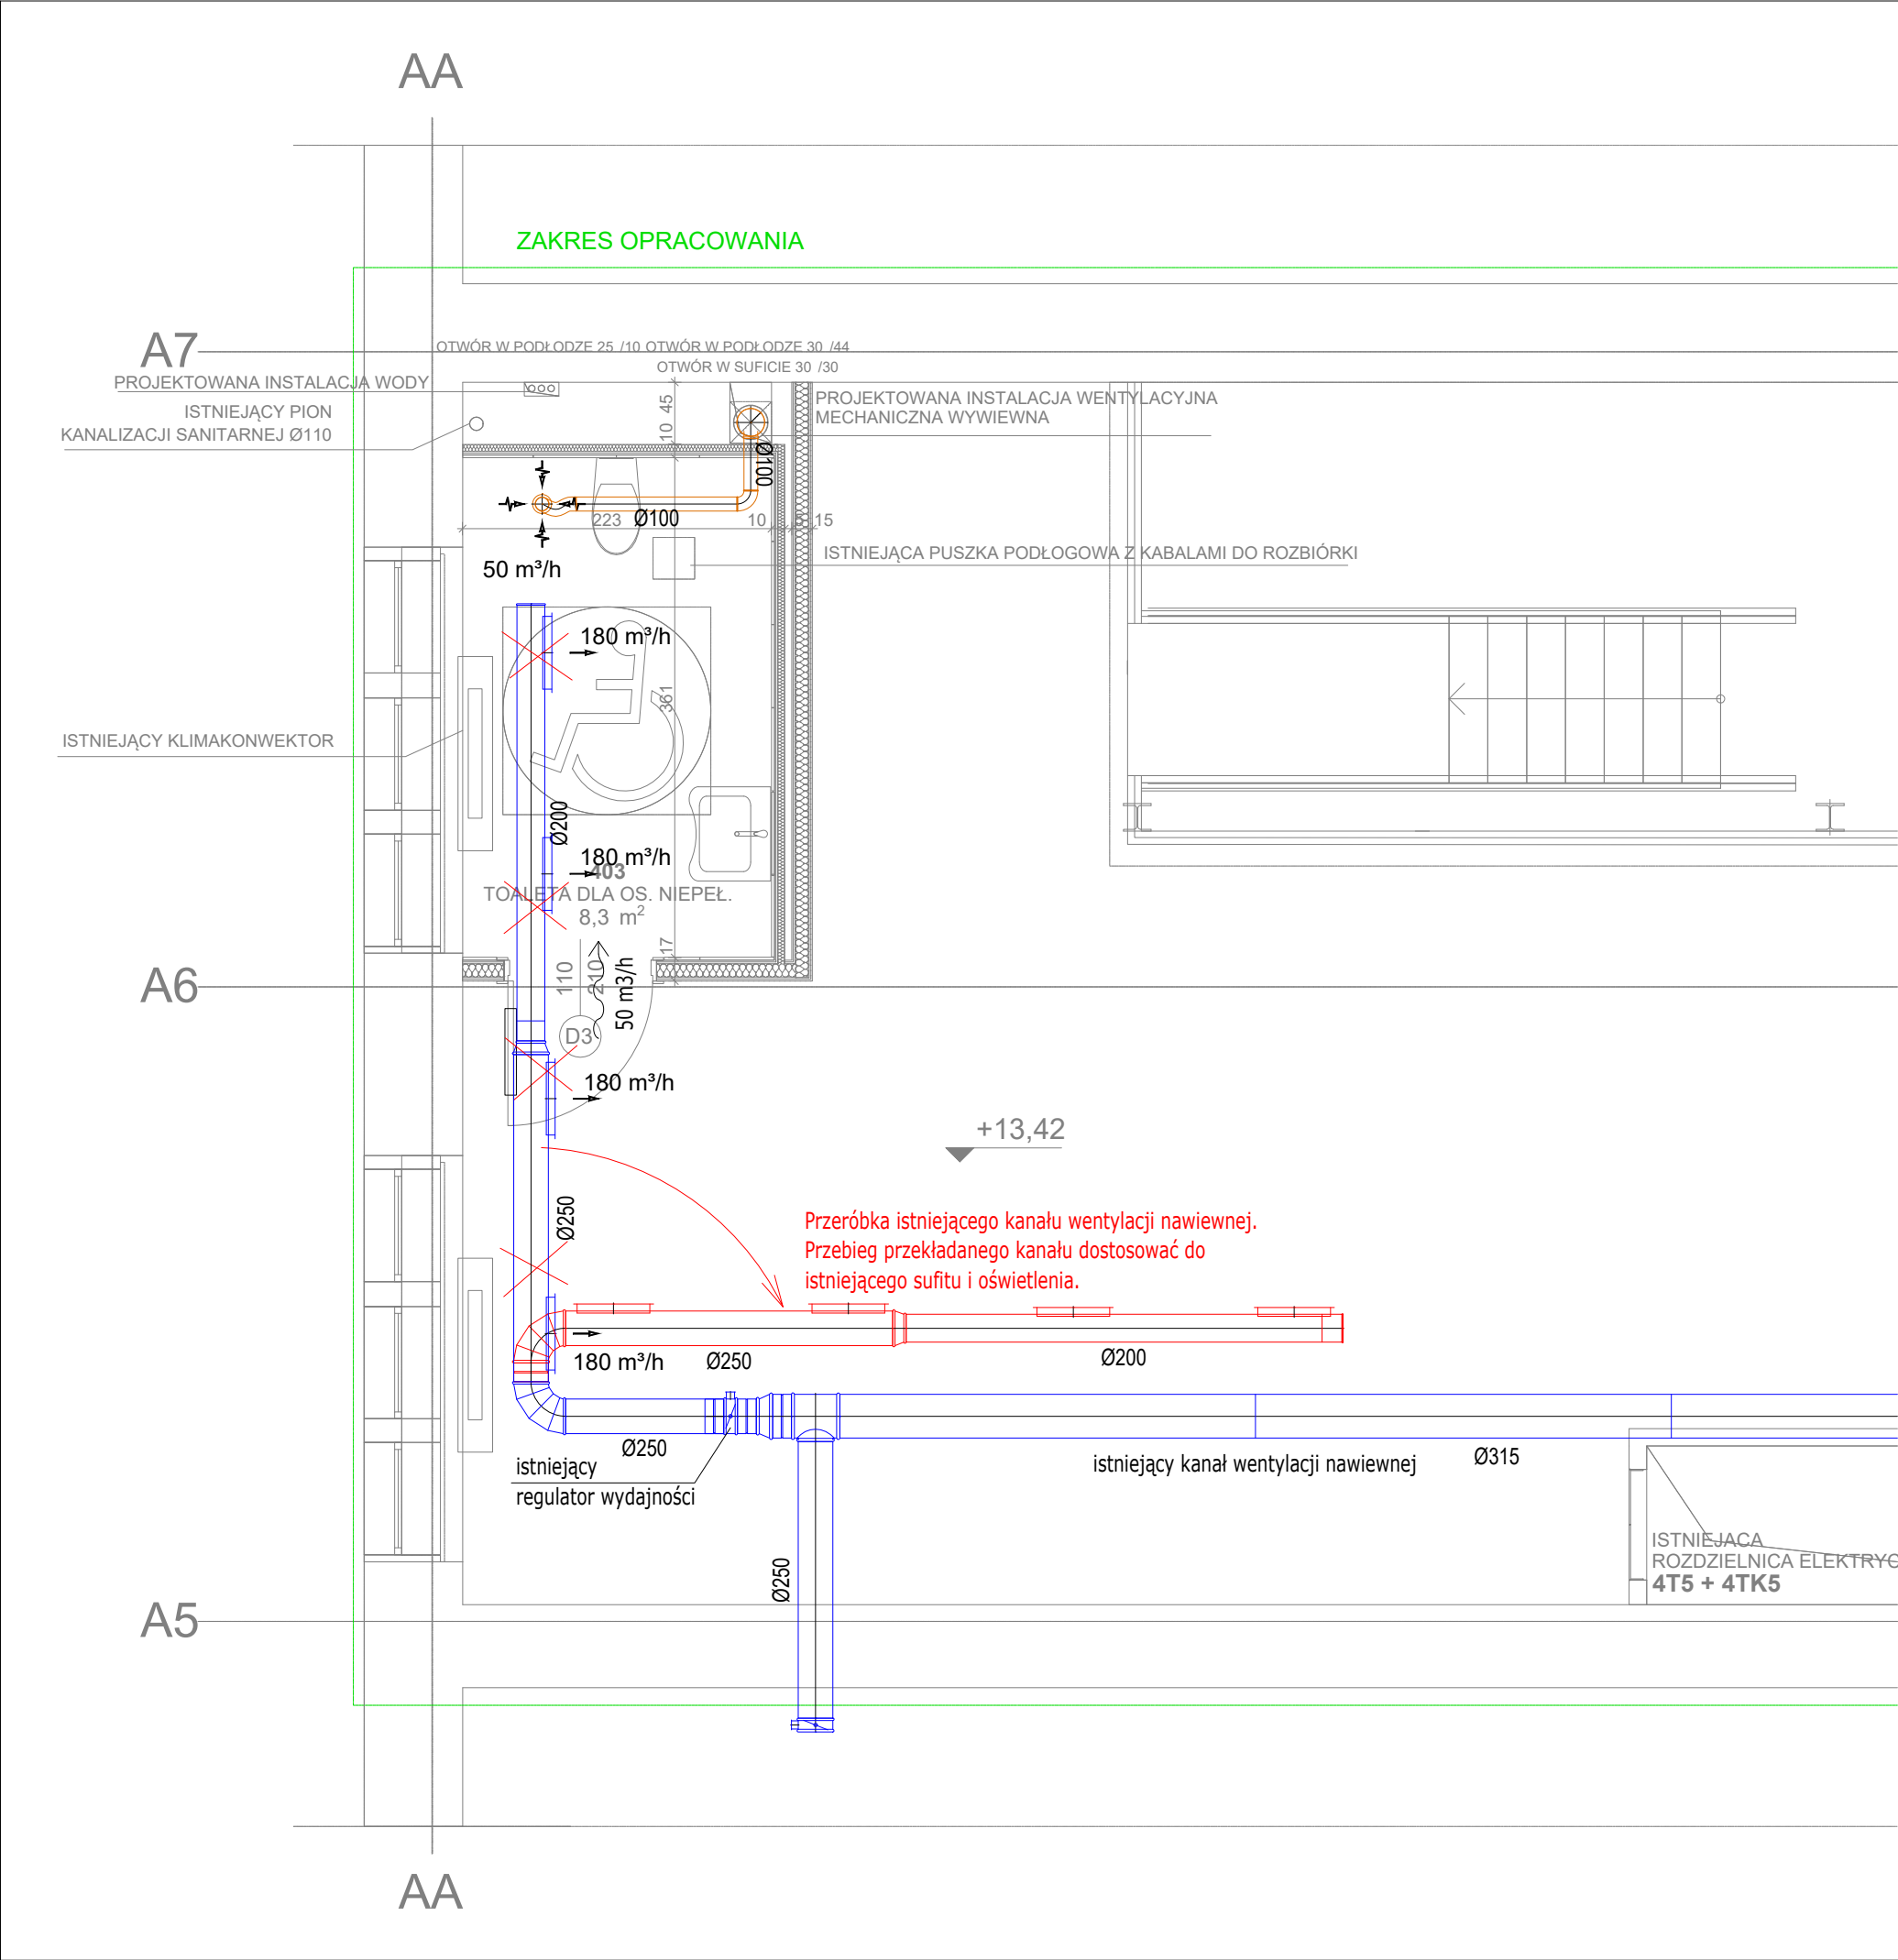 AA
ZAKRES OPRACOWANIA
A7
OTWÓR W PODŁODZE 25 /10 OTWÓR W PODŁODZE 30 /44
OTWÓR W SUFICIE 30 /30
PROJEKTOWANA INSTALACJA WODY
ISTNIEJĄCY PION
KANALIZACJI SANITARNEJ Ø110
PROJEKTOWANA INSTALACJA WENTYLACYJNA
MECHANICZNA WYWIEWNA
45
10
Ø100
223
Ø100
10
5
15
ISTNIEJĄCA PUSZKA PODŁOGOWA Z KABALAMI DO ROZBIÓRKI
50 m³/h
180 m³/h
361
ISTNIEJĄCY KLIMAKONWEKTOR
Ø200
180 m³/h
403
TOALETA DLA OS. NIEPEŁ.
8,3 m²
17
110
210
50 m3/h
A6
D3
180 m³/h
+13,42
Ø250
Przeróbka istniejącego kanału wentylacji nawiewnej.
Przebieg przekładanego kanału dostosować do
istniejącego sufitu i oświetlenia.
180 m³/h
Ø250
Ø200
Ø250
istniejący
regulator wydajności
istniejący kanał wentylacji nawiewnej
Ø315
Ø250
ISTNIEJACA
ROZDZIELNICA ELEKTRYC
4T5 + 4TK5
A5
AA